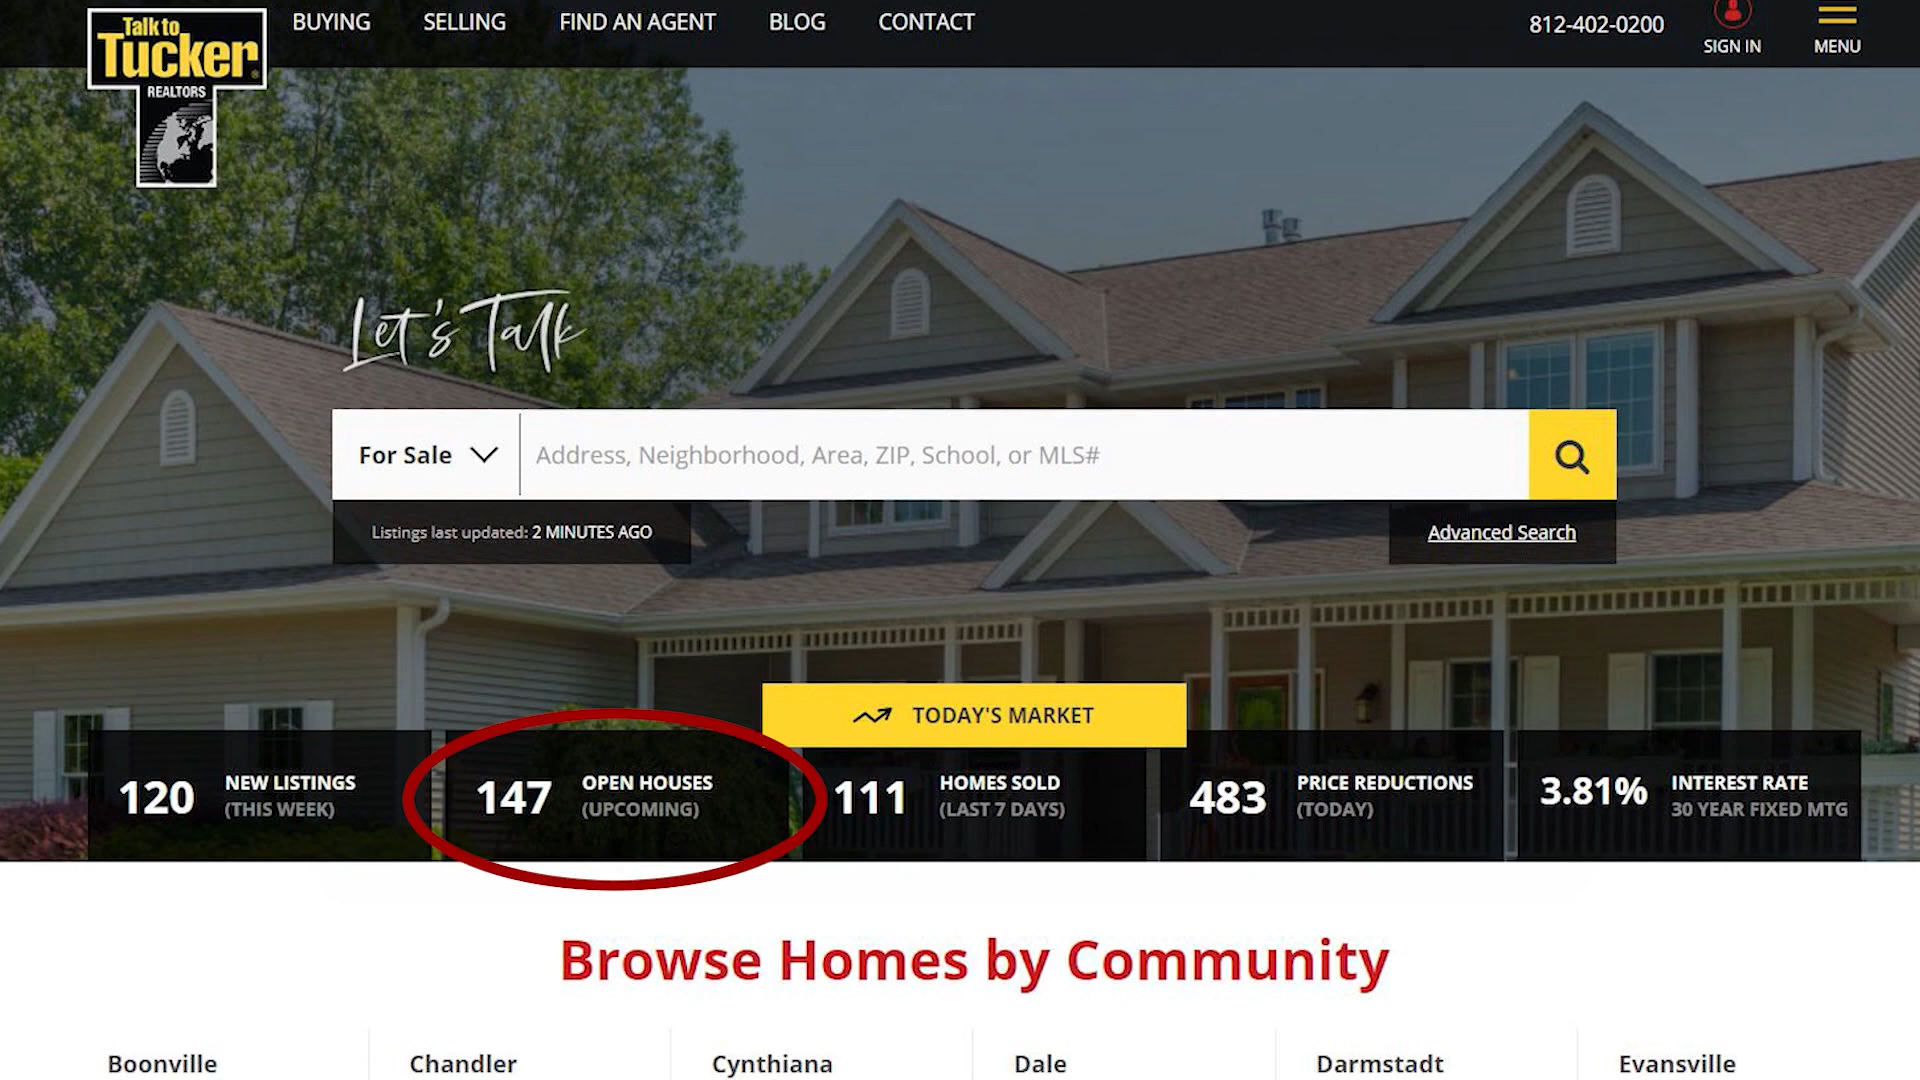 Talk to
Tucker
REALTORS
BUYING
SELLING
FIND AN AGENT
BLOG
CONTACT
812-402-0200
SIGN IN
MENU
Let's Talk
For Sale
Address, Neighborhood, Area, ZIP, School, or MLS#
Listings last updated: 2 MINUTES AGO
Advanced Search
TODAY'S MARKET
120
NEW LISTINGS
(THIS WEEK)
147
OPEN HOUSES
(UPCOMING)
111
HOMES SOLD
(LAST 7 DAYS)
483
PRICE REDUCTIONS
(TODAY)
3.81%
INTEREST RATE
30 YEAR FIXED MTG
Browse Homes by Community
Boonville
Chandler
Cynthiana
Dale
Darmstadt
Evansville